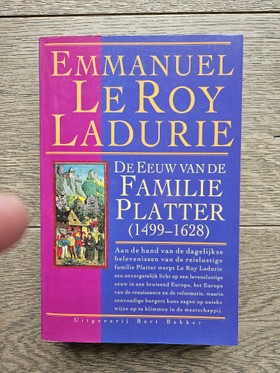 EMMANUEL
LE ROY
LADURIE
DE EEUW VAN DE
FAMILIE
PLATTER
(1499–1628)
Aan de hand van de dagelijkse
belevenissen van de reislustige
familie Platter werpt Le Roy Ladurie
een onvergetelijk licht op een levenslustige
eeuw in een bruisend Europa, het Europa
van de renaissance en de reformatie, waarin
eenvoudige burgers kans zagen op unieke
wijze op te klimmen in de maatschappij.
Uitgeverij Bert Bakker